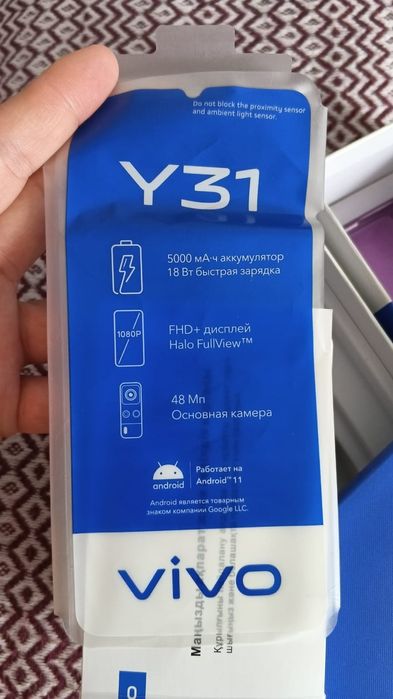 Do not block the proximity sensor
and ambient light sensor.
Y31
5000 мА·ч аккумулятор
18 Вт быстрая зарядка
1080P
FHD+ дисплей
Halo FullView™
48 Мп
Основная камера
android
Работает на
Android™ 11
Android является товарным
знаком компании Google LLC.
vivo
Маңызды